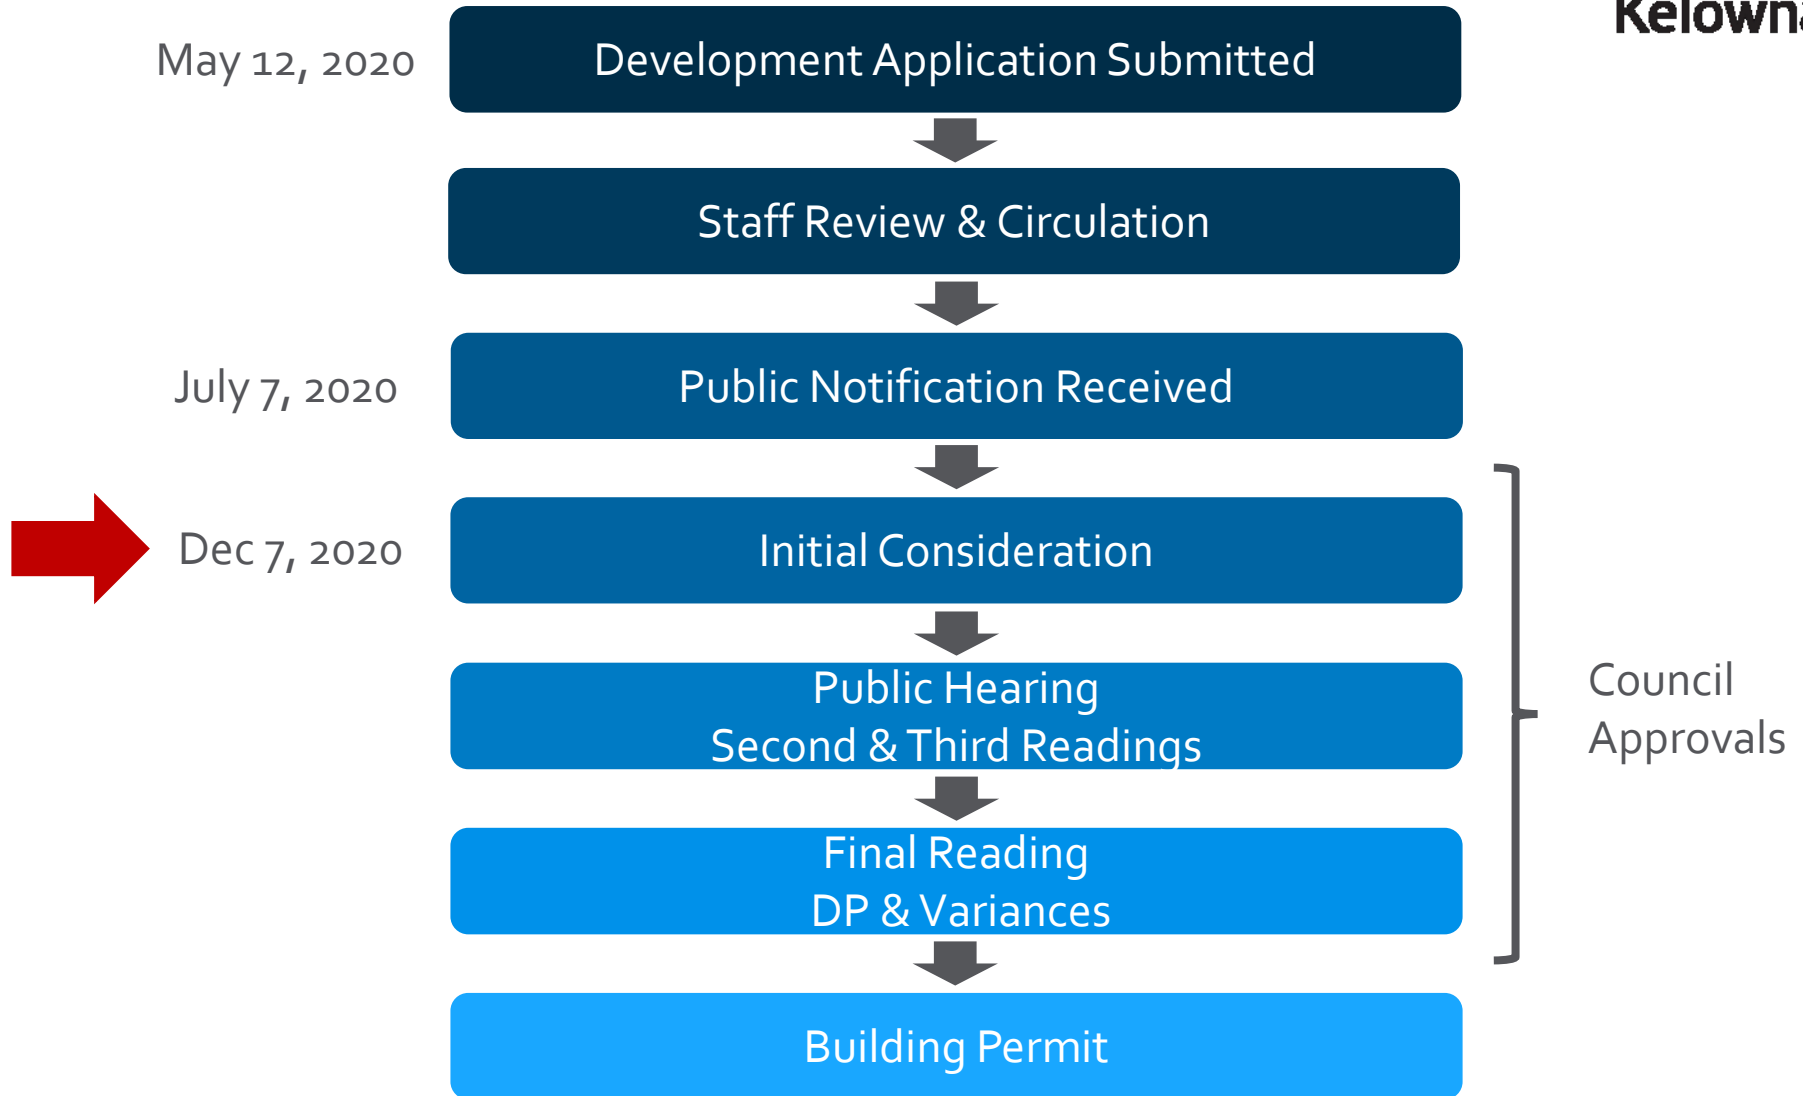 Kelowna
May 12, 2020
Development Application Submitted
Staff Review & Circulation
July 7, 2020
Public Notification Received
Dec 7, 2020
Initial Consideration
Public Hearing
Second & Third Readings
Council
Approvals
Final Reading
DP & Variances
Building Permit